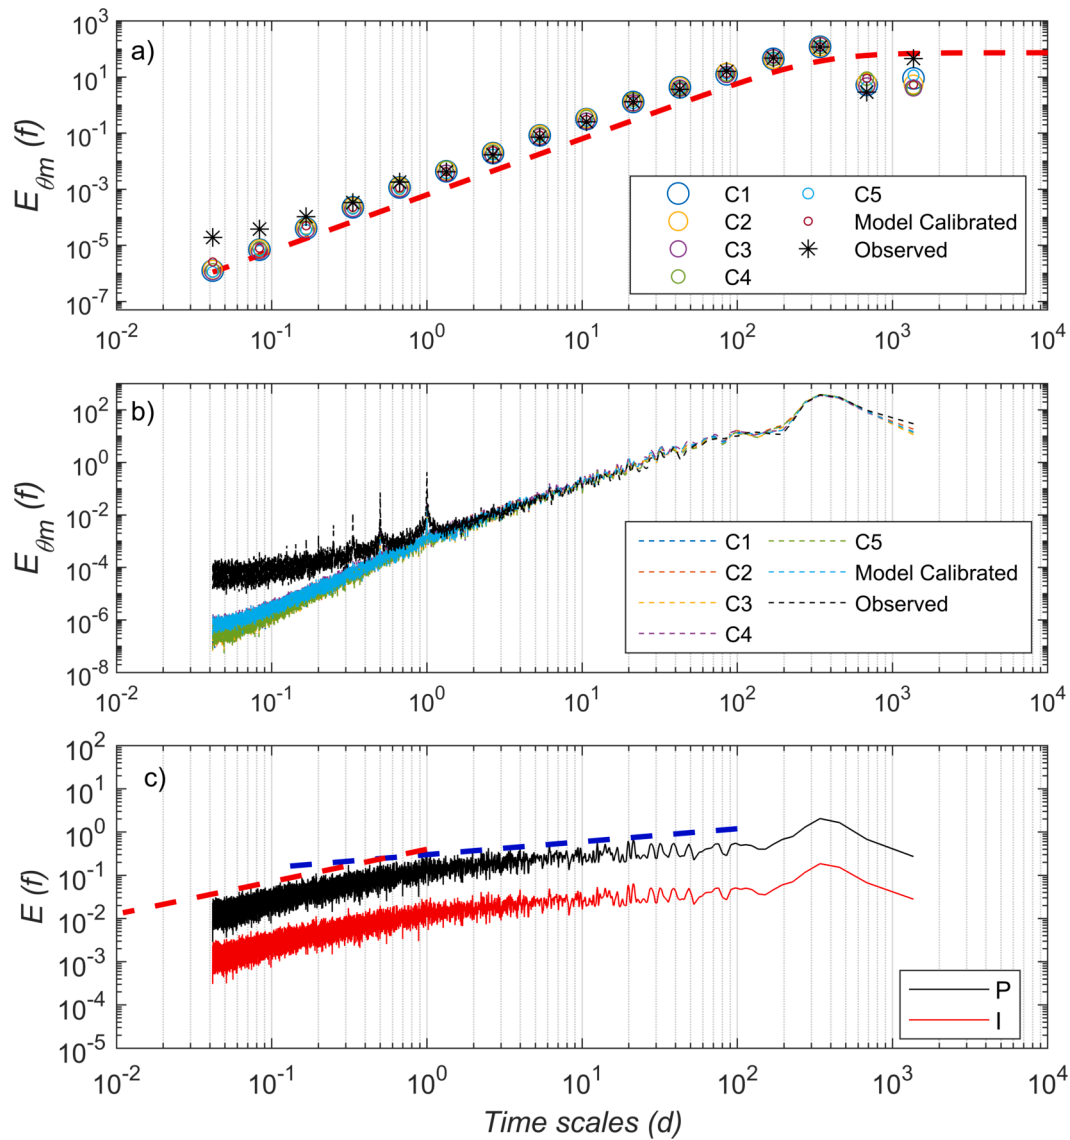 a)
E_θm (f)
10^3
10^1
10^-1
10^-3
10^-5
10^-7
C1
C2
C3
C4
C5
Model Calibrated
Observed
10^-2 10^-1 10^0 10^1 10^2 10^3 10^4
b)
E_θm (f)
10^2
10^0
10^-2
10^-4
10^-6
10^-8
C1
C2
C3
C4
C5
Model Calibrated
Observed
10^-2 10^-1 10^0 10^1 10^2 10^3 10^4
c)
E (f)
10^2
10^1
10^0
10^-1
10^-2
10^-3
10^-4
10^-5
P
I
10^-2 10^-1 10^0 10^1 10^2 10^3 10^4
Time scales (d)